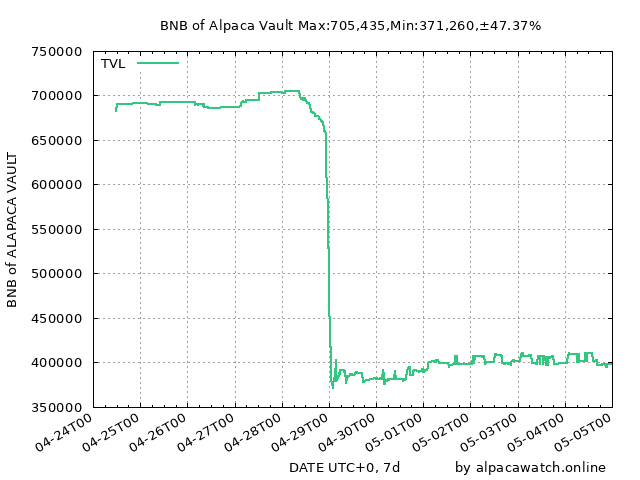 BNB of Alpaca Vault Max:705,435,Min:371,260,±47.37%
TVL
BNB of ALAPACA VAULT
750000
700000
650000
600000
550000
500000
450000
400000
350000
04-24T00
04-25T00
04-26T00
04-27T00
04-28T00
04-29T00
04-30T00
05-01T00
05-02T00
05-03T00
05-04T00
05-05T00
DATE UTC+0, 7d
by alpacawatch.online